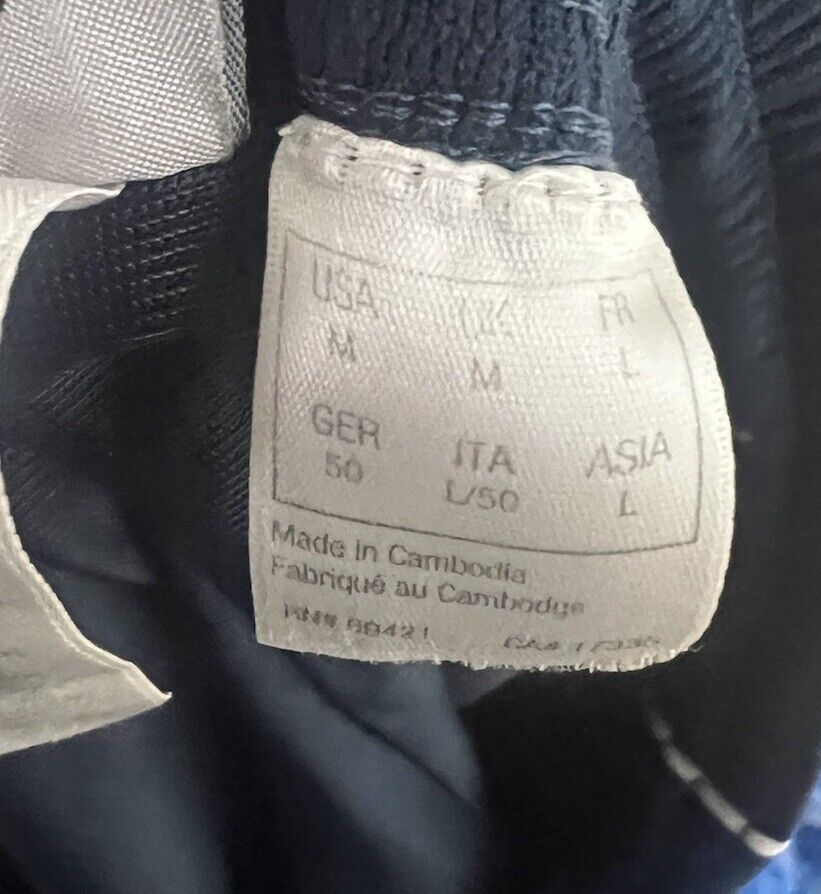 USA FR
M M L
GER ITA ASIA
50 L/50 L
Made in Cambodia
Fabriqué au Cambodge